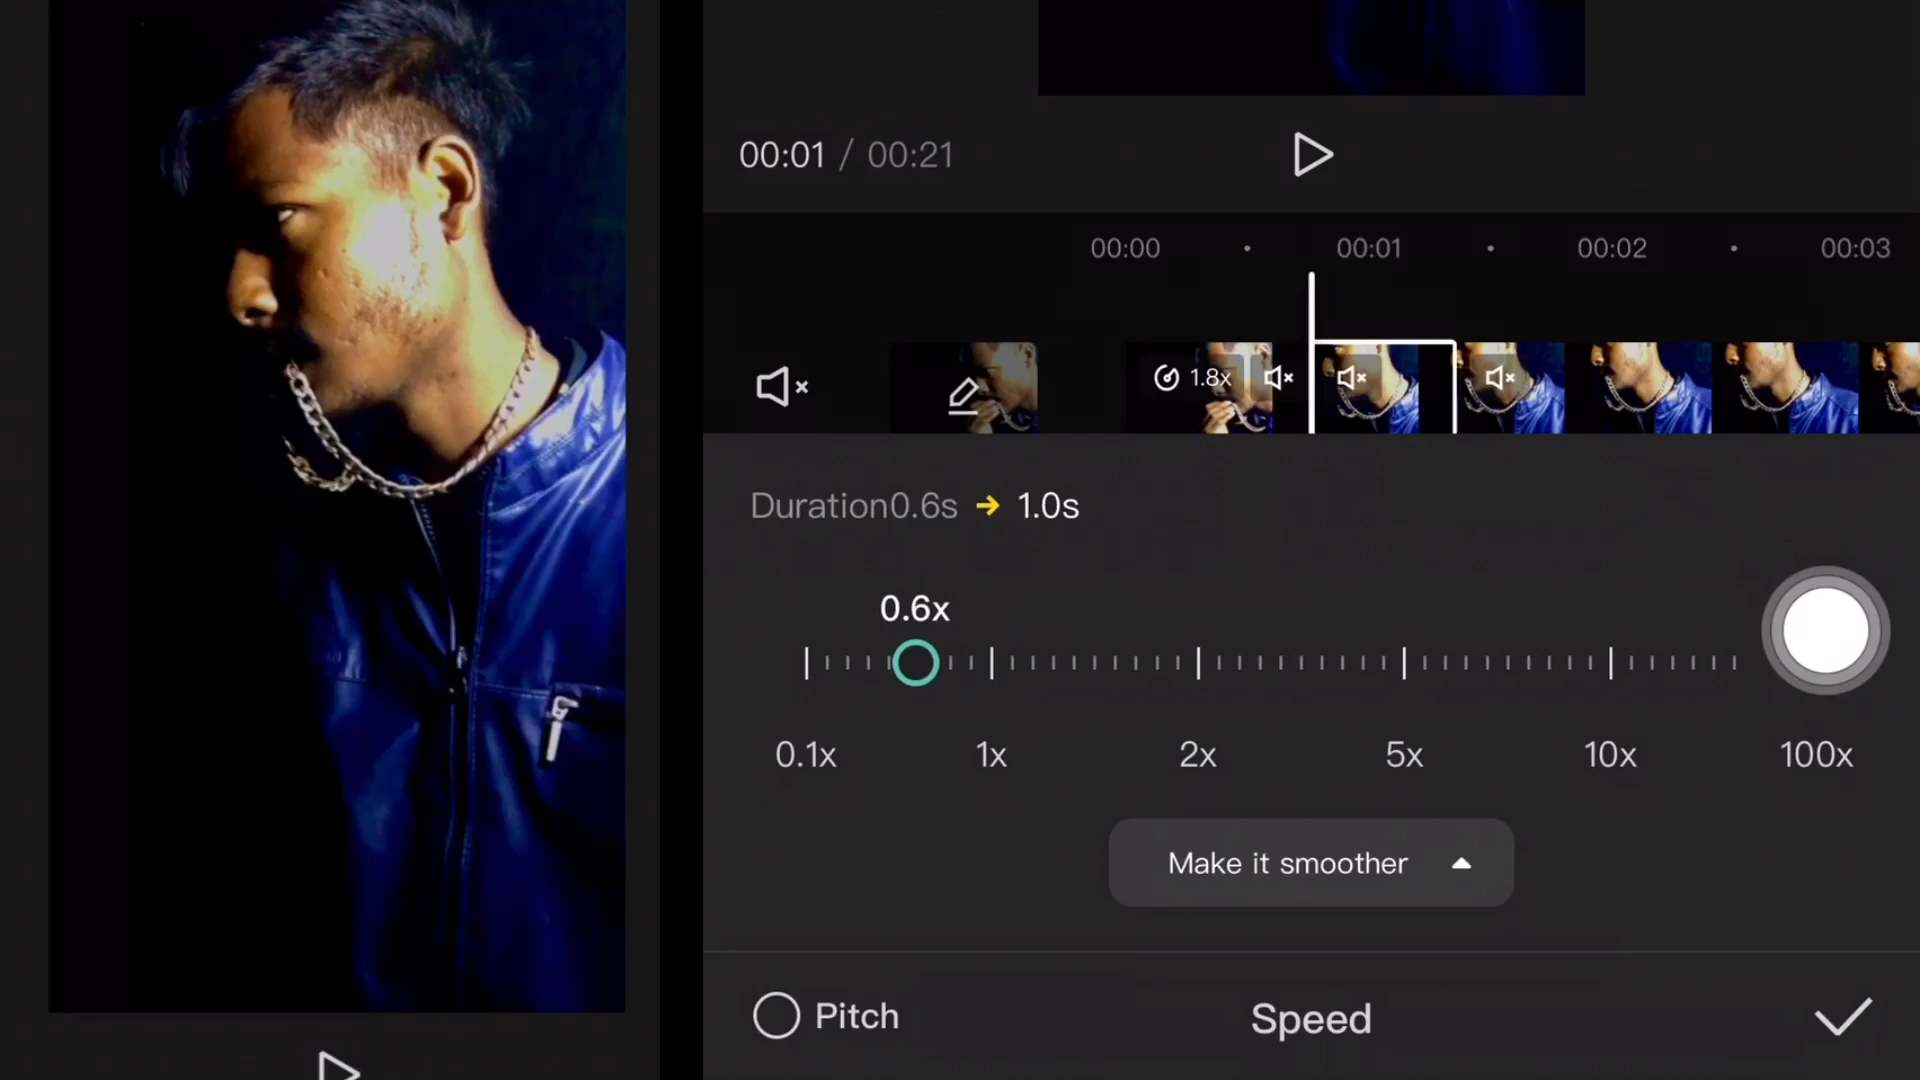 00:01 / 00:21
00:00 00:01 00:02 00:03
1.8x
Duration0.6s → 1.0s
0.6x
0.1x 1x 2x 5x 10x 100x
Make it smoother
Pitch Speed